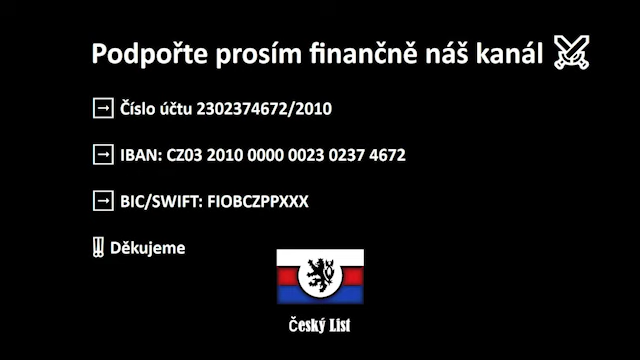 Podpořte prosím finančně náš kanál ⚔
➡ Číslo účtu 2302374672/2010
➡ IBAN: CZ03 2010 0000 0023 0237 4672
➡ BIC/SWIFT: FIOBCZPPXXX
‼ Děkujeme
Český List